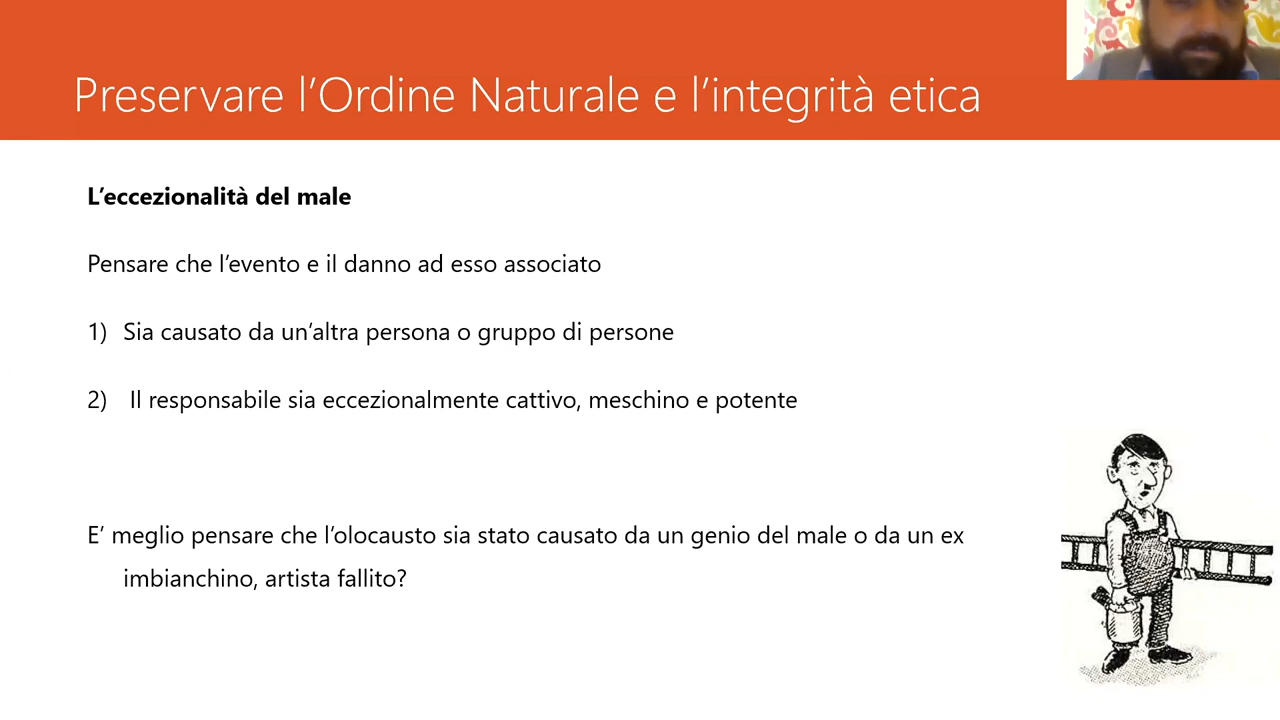 Preservare l’Ordine Naturale e l’integrità etica
L’eccezionalità del male
Pensare che l’evento e il danno ad esso associato
1) Sia causato da un’altra persona o gruppo di persone
2) Il responsabile sia eccezionalmente cattivo, meschino e potente
E’ meglio pensare che l’olocausto sia stato causato da un genio del male o da un ex
imbianchino, artista fallito?